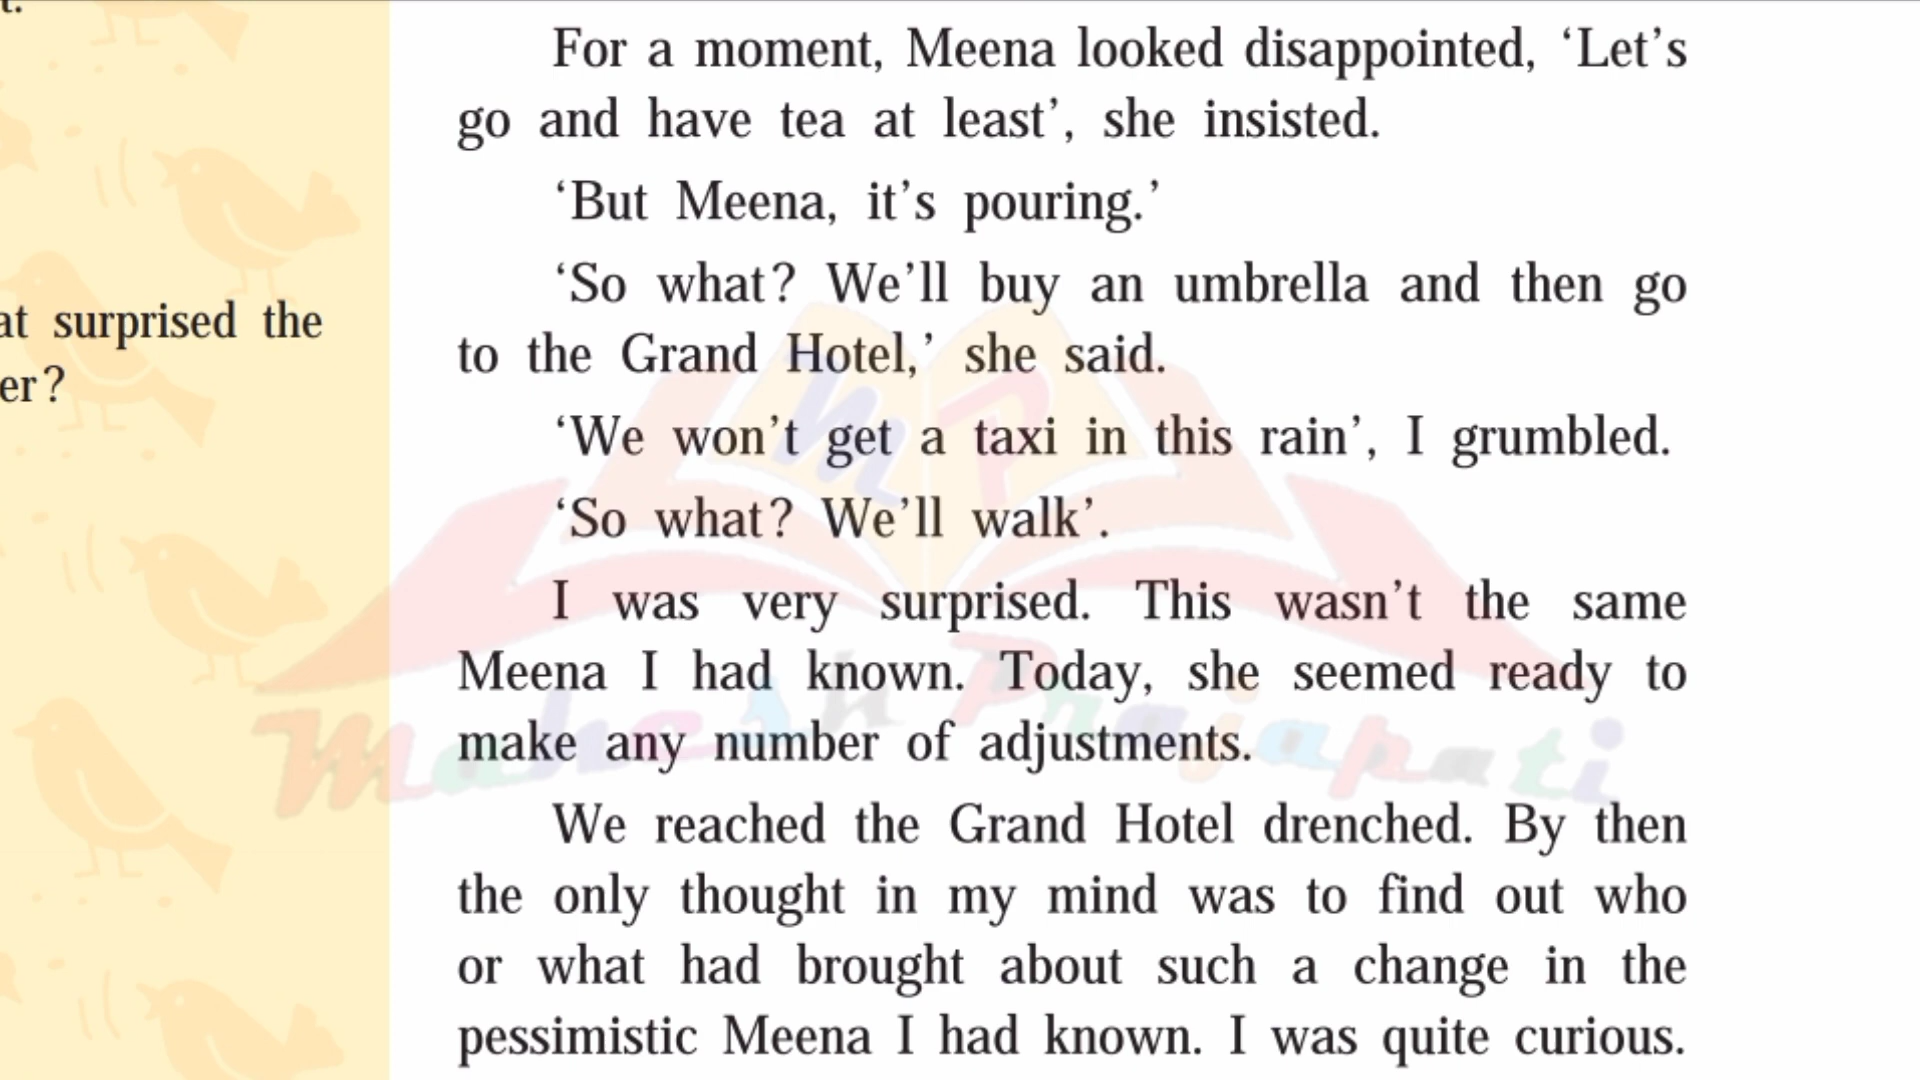 t.
at surprised the
er?
For a moment, Meena looked disappointed, ‘Let’s
go and have tea at least’, she insisted.
‘But Meena, it’s pouring.’
‘So what? We’ll buy an umbrella and then go
to the Grand Hotel,’ she said.
‘We won’t get a taxi in this rain’, I grumbled.
‘So what? We’ll walk’.
I was very surprised. This wasn’t the same
Meena I had known. Today, she seemed ready to
make any number of adjustments.
We reached the Grand Hotel drenched. By then
the only thought in my mind was to find out who
or what had brought about such a change in the
pessimistic Meena I had known. I was quite curious.
MP
Mahesh Prajapati